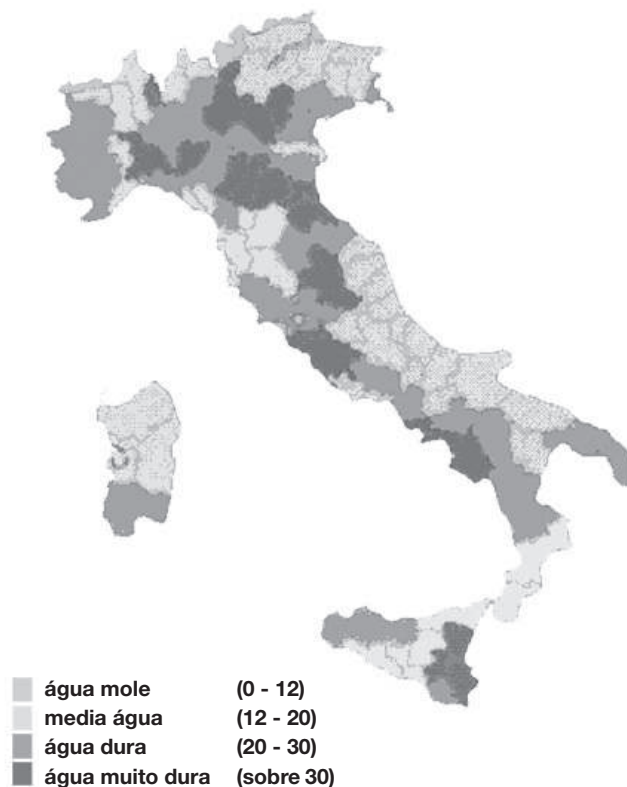 água mole (0 - 12)
media água (12 - 20)
água dura (20 - 30)
água muito dura (sobre 30)